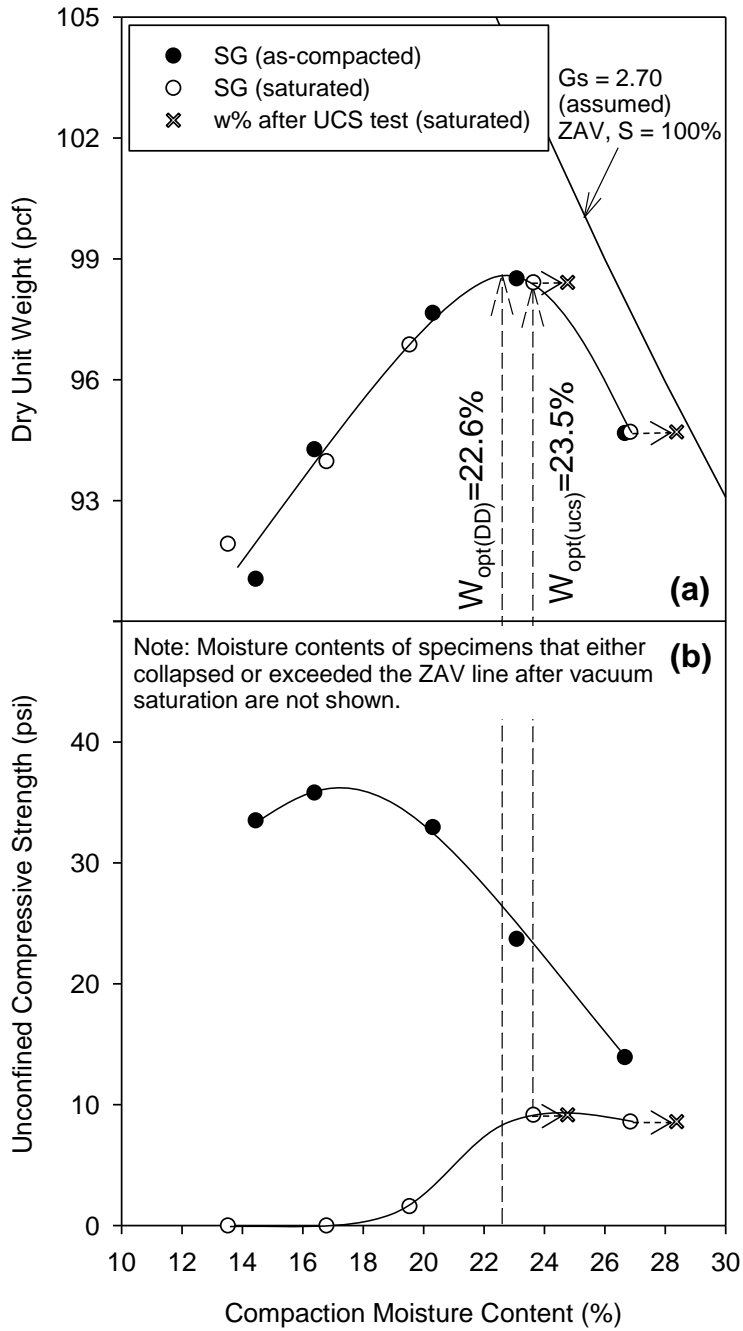 105
102
99
96
93
Dry Unit Weight (pcf)
SG (as-compacted)
SG (saturated)
w% after UCS test (saturated)
Gs = 2.70
(assumed)
ZAV, S = 100%
Wopt(DD)=22.6%
Wopt(ucs)=23.5%
(a)
Note: Moisture contents of specimens that either
collapsed or exceeded the ZAV line after vacuum
saturation are not shown.
(b)
Unconfined Compressive Strength (psi)
40
30
20
10
0
10 12 14 16 18 20 22 24 26 28 30
Compaction Moisture Content (%)